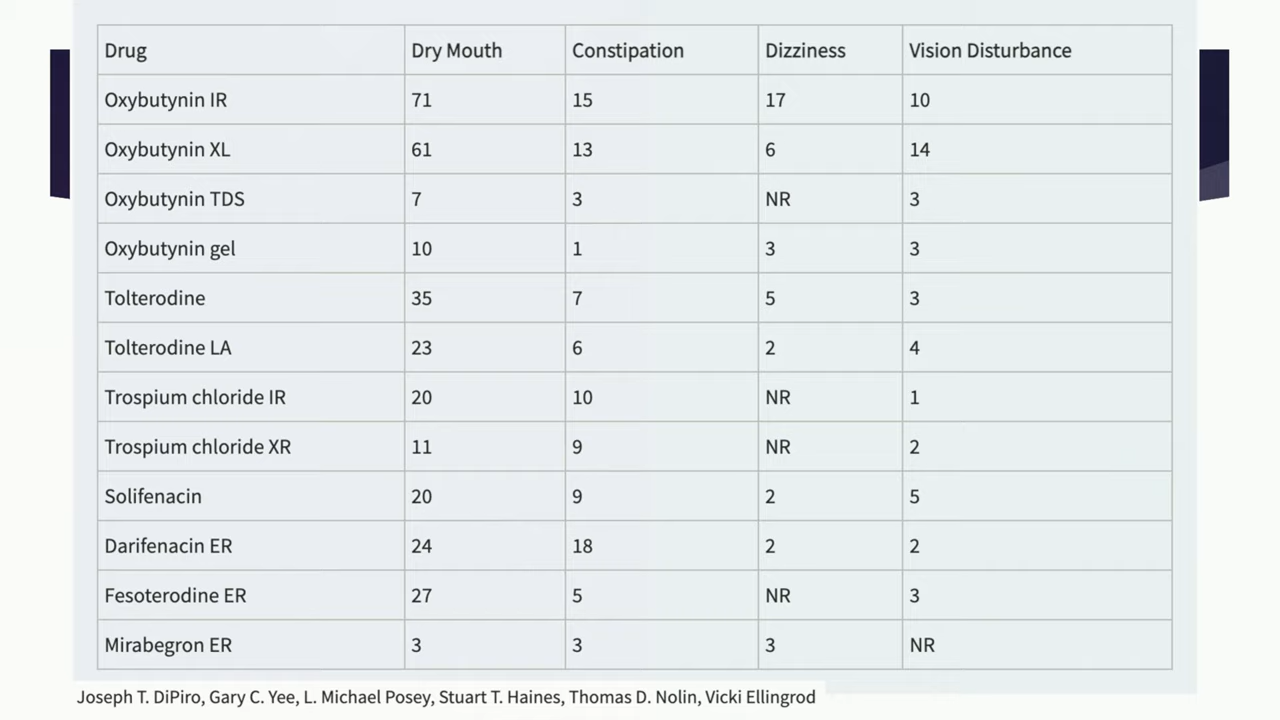 Drug Dry Mouth Constipation Dizziness Vision Disturbance
Oxybutynin IR 71 15 17 10
Oxybutynin XL 61 13 6 14
Oxybutynin TDS 7 3 NR 3
Oxybutynin gel 10 1 3 3
Tolterodine 35 7 5 3
Tolterodine LA 23 6 2 4
Trospium chloride IR 20 10 NR 1
Trospium chloride XR 11 9 NR 2
Solifenacin 20 9 2 5
Darifenacin ER 24 18 2 2
Fesoterodine ER 27 5 NR 3
Mirabegron ER 3 3 3 NR
Joseph T. DiPiro, Gary C. Yee, L. Michael Posey, Stuart T. Haines, Thomas D. Nolin, Vicki Ellingrod